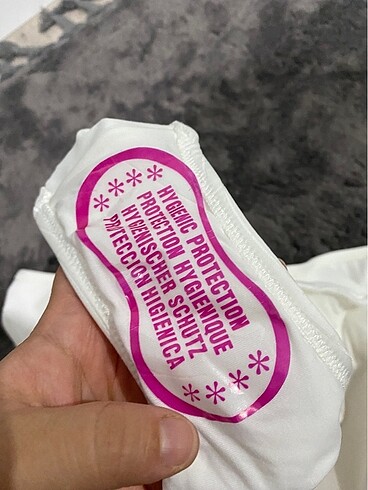 HYGIENIC PROTECTION
PROTECTION HYGIENIQUE
HYGIENISCHER SCHUTZ
PROTECCION HIGIENICA